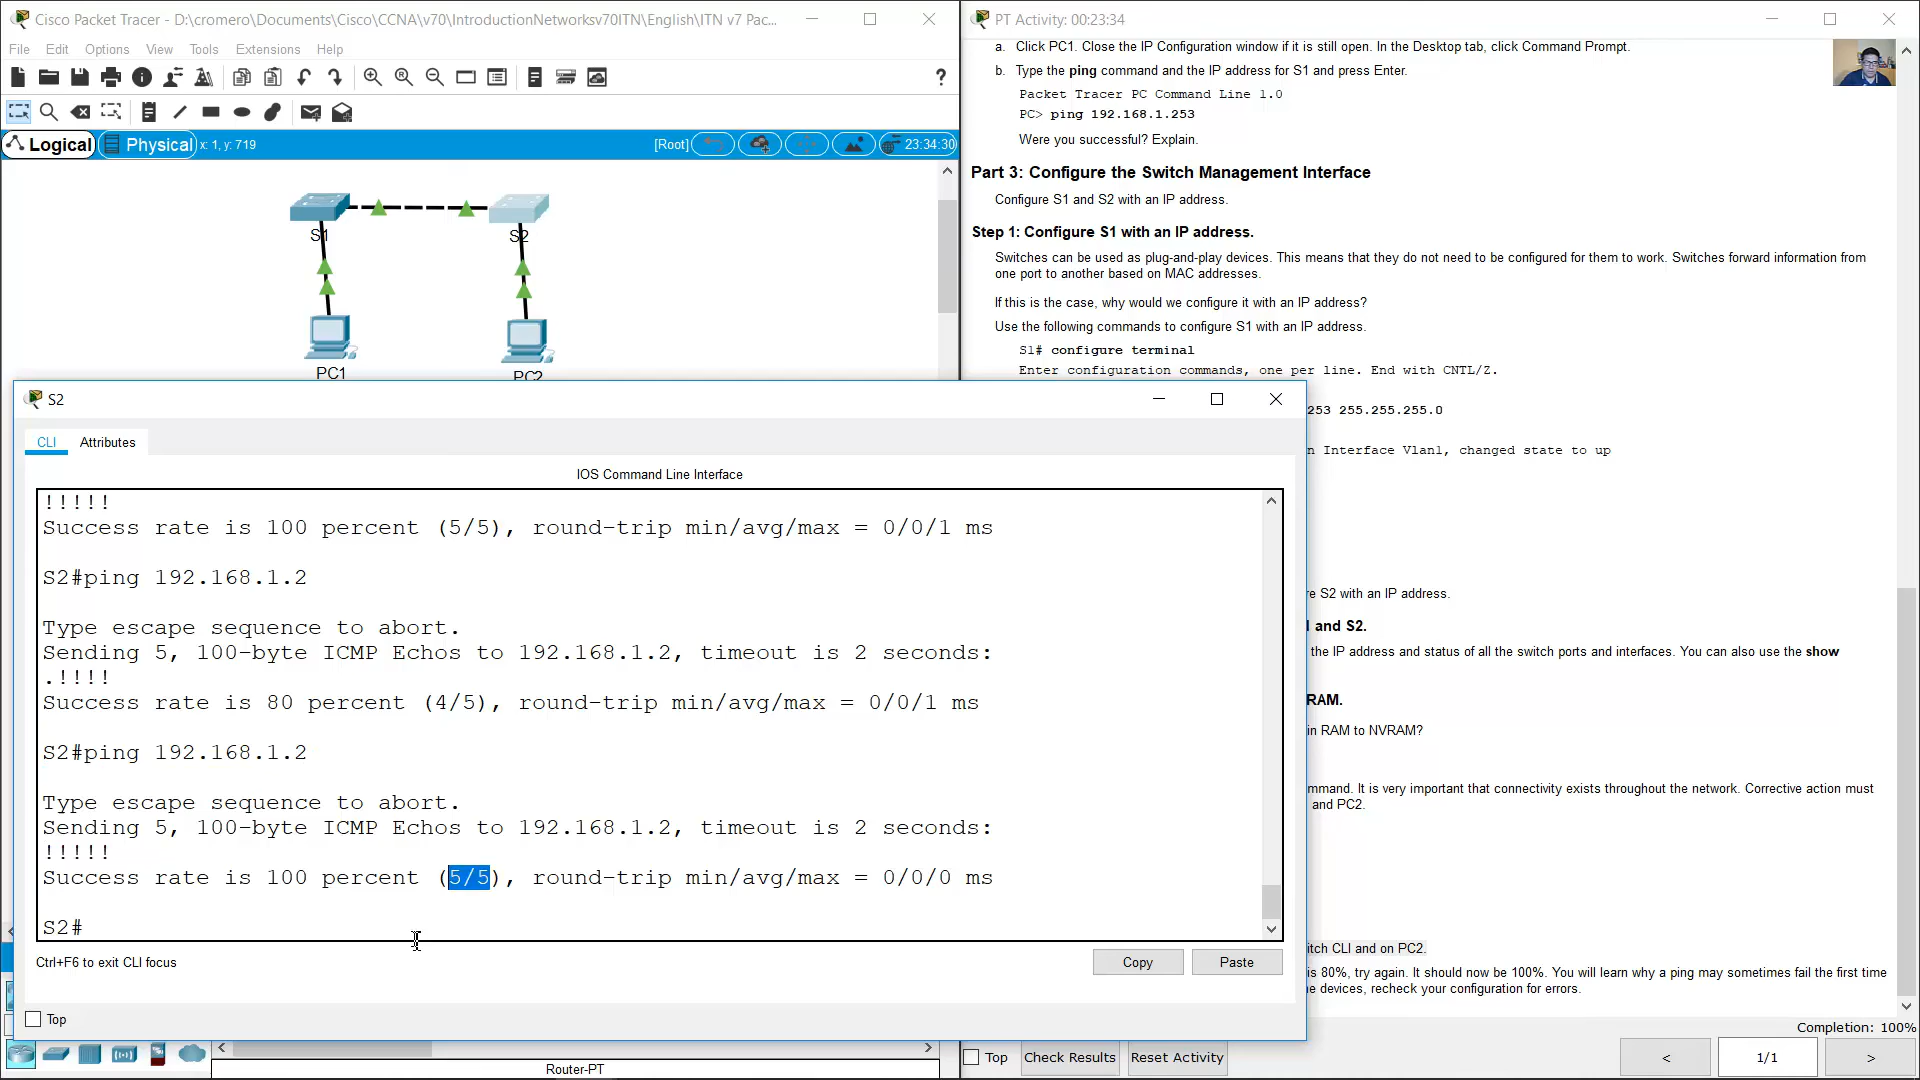 Cisco Packet Tracer - D:\cromero\Documents\Cisco\CCNA\v70\IntroductionNetworksv70ITN\English\ITN v7 Pac...
File Edit Options View Tools Extensions Help
?
Logical Physical x: 1, y: 719 [Root] 23:34:30
S1
S2
PC1
PC2
PT Activity: 00:23:34
a. Click PC1. Close the IP Configuration window if it is still open. In the Desktop tab, click Command Prompt.
b. Type the ping command and the IP address for S1 and press Enter.
Packet Tracer PC Command Line 1.0
PC> ping 192.168.1.253
Were you successful? Explain.
Part 3: Configure the Switch Management Interface
Configure S1 and S2 with an IP address.
Step 1: Configure S1 with an IP address.
Switches can be used as plug-and-play devices. This means that they do not need to be configured for them to work. Switches forward information from
one port to another based on MAC addresses.
If this is the case, why would we configure it with an IP address?
Use the following commands to configure S1 with an IP address.
S1# configure terminal
Enter configuration commands, one per line. End with CNTL/Z.
253 255.255.255.0
n Interface Vlan1, changed state to up
e S2 with an IP address.
and S2.
the IP address and status of all the switch ports and interfaces. You can also use the show
RAM.
in RAM to NVRAM?
mmand. It is very important that connectivity exists throughout the network. Corrective action must
and PC2.
itch CLI and on PC2.
is 80%, try again. It should now be 100%. You will learn why a ping may sometimes fail the first time
e devices, recheck your configuration for errors.
Completion: 100%
Top Check Results Reset Activity < 1/1 >
S2
CLI Attributes
IOS Command Line Interface
!!!!!
Success rate is 100 percent (5/5), round-trip min/avg/max = 0/0/1 ms
S2#ping 192.168.1.2
Type escape sequence to abort.
Sending 5, 100-byte ICMP Echos to 192.168.1.2, timeout is 2 seconds:
.!!!!
Success rate is 80 percent (4/5), round-trip min/avg/max = 0/0/1 ms
S2#ping 192.168.1.2
Type escape sequence to abort.
Sending 5, 100-byte ICMP Echos to 192.168.1.2, timeout is 2 seconds:
!!!!!
Success rate is 100 percent (5/5), round-trip min/avg/max = 0/0/0 ms
S2#
Ctrl+F6 to exit CLI focus
Copy Paste
Top
Router-PT